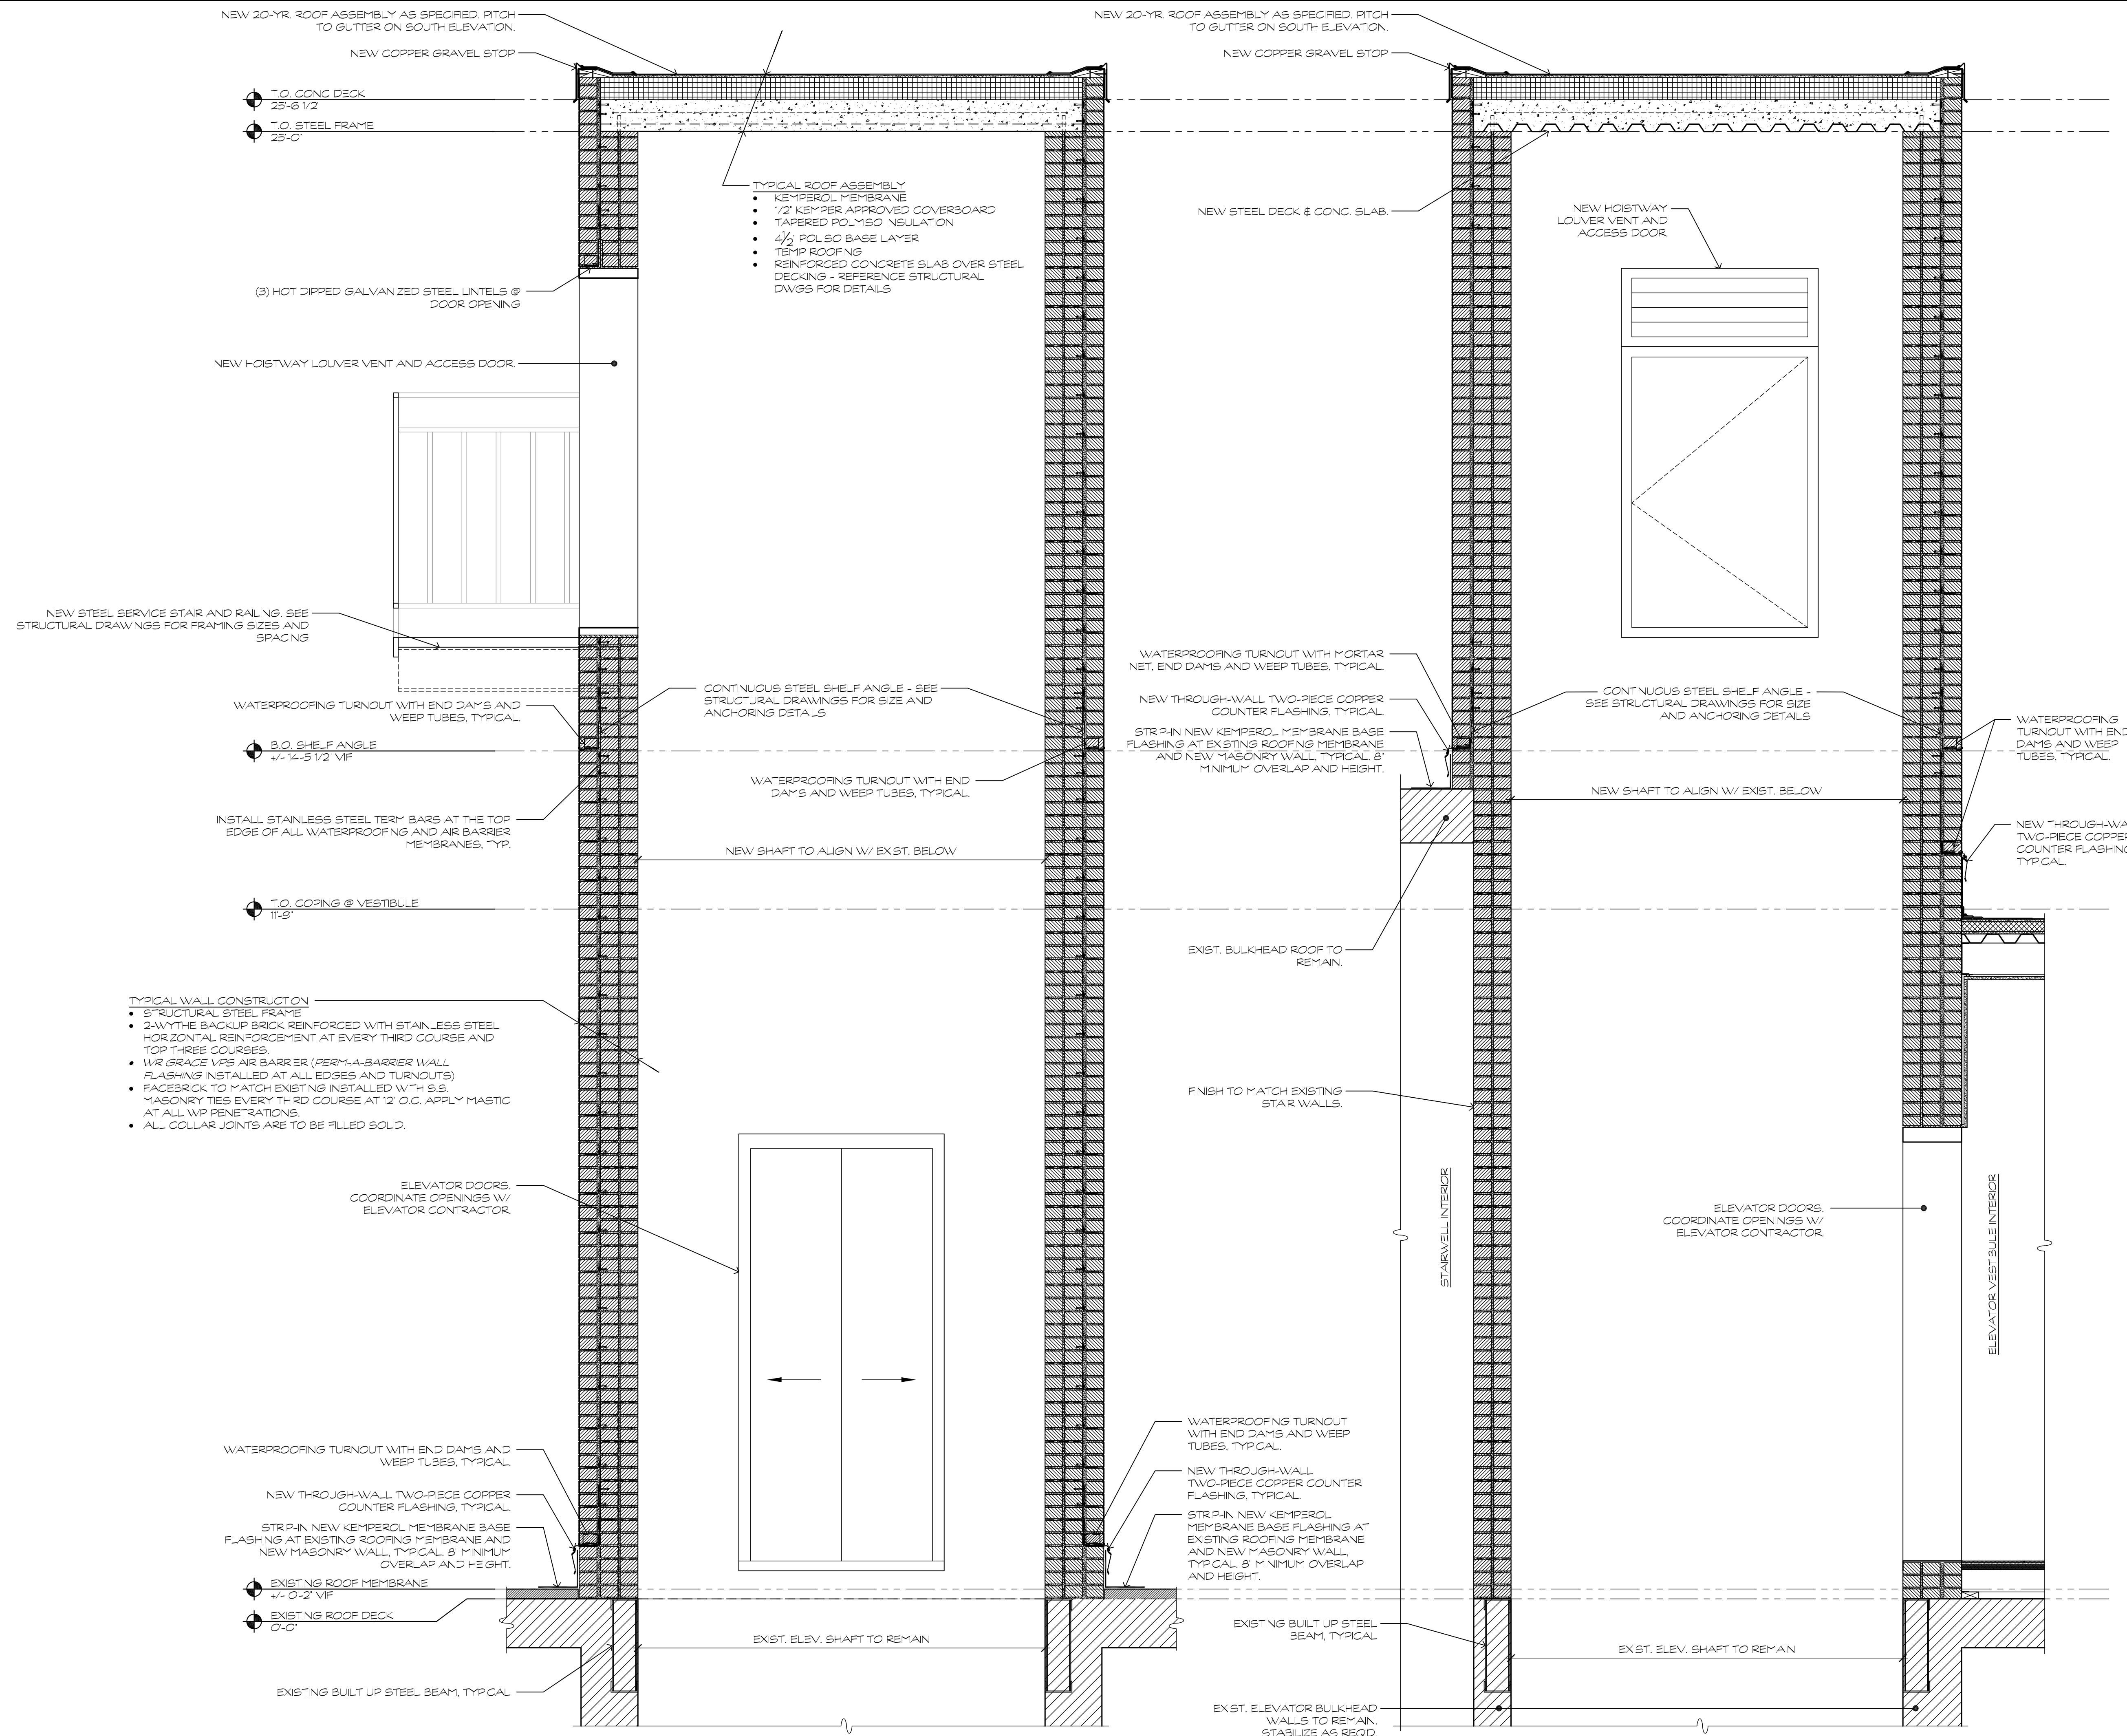 NEW 20-YR. ROOF ASSEMBLY AS SPECIFIED. PITCH
TO GUTTER ON SOUTH ELEVATION.
NEW COPPER GRAVEL STOP
T.O. CONC DECK
25'-6 1/2"
T.O. STEEL FRAME
25'-0"
TYPICAL ROOF ASSEMBLY
• KEMPEROL MEMBRANE
• 1/2" KEMPER APPROVED COVERBOARD
• TAPERED POLYISO INSULATION
• 4 1/2" POLISO BASE LAYER
• TEMP ROOFING
• REINFORCED CONCRETE SLAB OVER STEEL
DECKING - REFERENCE STRUCTURAL
DWGS FOR DETAILS
(3) HOT DIPPED GALVANIZED STEEL LINTELS @
DOOR OPENING
NEW HOISTWAY LOUVER VENT AND ACCESS DOOR.
NEW STEEL SERVICE STAIR AND RAILING. SEE
STRUCTURAL DRAWINGS FOR FRAMING SIZES AND
SPACING
WATERPROOFING TURNOUT WITH END DAMS AND
WEEP TUBES, TYPICAL.
CONTINUOUS STEEL SHELF ANGLE - SEE
STRUCTURAL DRAWINGS FOR SIZE AND
ANCHORING DETAILS
B.O. SHELF ANGLE
+/- 14'-5 1/2" VIF
WATERPROOFING TURNOUT WITH END
DAMS AND WEEP TUBES, TYPICAL.
INSTALL STAINLESS STEEL TERM BARS AT THE TOP
EDGE OF ALL WATERPROOFING AND AIR BARRIER
MEMBRANES, TYP.
NEW SHAFT TO ALIGN W/ EXIST. BELOW
T.O. COPING @ VESTIBULE
11'-9"
TYPICAL WALL CONSTRUCTION
• STRUCTURAL STEEL FRAME
• 2-WYTHE BACKUP BRICK REINFORCED WITH STAINLESS STEEL
HORIZONTAL REINFORCEMENT AT EVERY THIRD COURSE AND
TOP THREE COURSES.
• WR GRACE VPS AIR BARRIER (PERM-A-BARRIER WALL
FLASHING INSTALLED AT ALL EDGES AND TURNOUTS)
• FACEBRICK TO MATCH EXISTING INSTALLED WITH S.S.
MASONRY TIES EVERY THIRD COURSE AT 12" O.C. APPLY MASTIC
AT ALL WP PENETRATIONS.
• ALL COLLAR JOINTS ARE TO BE FILLED SOLID.
ELEVATOR DOORS.
COORDINATE OPENINGS W/
ELEVATOR CONTRACTOR.
WATERPROOFING TURNOUT WITH END DAMS AND
WEEP TUBES, TYPICAL.
NEW THROUGH-WALL TWO-PIECE COPPER
COUNTER FLASHING, TYPICAL.
STRIP-IN NEW KEMPEROL MEMBRANE BASE
FLASHING AT EXISTING ROOFING MEMBRANE AND
NEW MASONRY WALL, TYPICAL. 8" MINIMUM
OVERLAP AND HEIGHT.
EXISTING ROOF MEMBRANE
+/- 0'-2" VIF
EXISTING ROOF DECK
0'-0"
EXIST. ELEV. SHAFT TO REMAIN
EXISTING BUILT UP STEEL BEAM, TYPICAL
WATERPROOFING TURNOUT
WITH END DAMS AND WEEP
TUBES, TYPICAL.
NEW THROUGH-WALL
TWO-PIECE COPPER COUNTER
FLASHING, TYPICAL.
STRIP-IN NEW KEMPEROL
MEMBRANE BASE FLASHING AT
EXISTING ROOFING MEMBRANE
AND NEW MASONRY WALL,
TYPICAL. 8" MINIMUM OVERLAP
AND HEIGHT.
NEW 20-YR. ROOF ASSEMBLY AS SPECIFIED. PITCH
TO GUTTER ON SOUTH ELEVATION.
NEW COPPER GRAVEL STOP
NEW STEEL DECK & CONC. SLAB.
NEW HOISTWAY
LOUVER VENT AND
ACCESS DOOR.
WATERPROOFING TURNOUT WITH MORTAR
NET, END DAMS AND WEEP TUBES, TYPICAL.
NEW THROUGH-WALL TWO-PIECE COPPER
COUNTER FLASHING, TYPICAL.
STRIP-IN NEW KEMPEROL MEMBRANE BASE
FLASHING AT EXISTING ROOFING MEMBRANE
AND NEW MASONRY WALL, TYPICAL. 8"
MINIMUM OVERLAP AND HEIGHT.
CONTINUOUS STEEL SHELF ANGLE -
SEE STRUCTURAL DRAWINGS FOR SIZE
AND ANCHORING DETAILS
WATERPROOFING
TURNOUT WITH END
DAMS AND WEEP
TUBES, TYPICAL.
NEW SHAFT TO ALIGN W/ EXIST. BELOW
NEW THROUGH-WA
TWO-PIECE COPPER
COUNTER FLASHING
TYPICAL.
EXIST. BULKHEAD ROOF TO
REMAIN.
FINISH TO MATCH EXISTING
STAIR WALLS.
STAIRWELL INTERIOR
ELEVATOR DOORS.
COORDINATE OPENINGS W/
ELEVATOR CONTRACTOR.
ELEVATOR VESTIBULE INTERIOR
EXISTING BUILT UP STEEL
BEAM, TYPICAL
EXIST. ELEV. SHAFT TO REMAIN
EXIST. ELEVATOR BULKHEAD
WALLS TO REMAIN.
STABILIZE AS REQD.